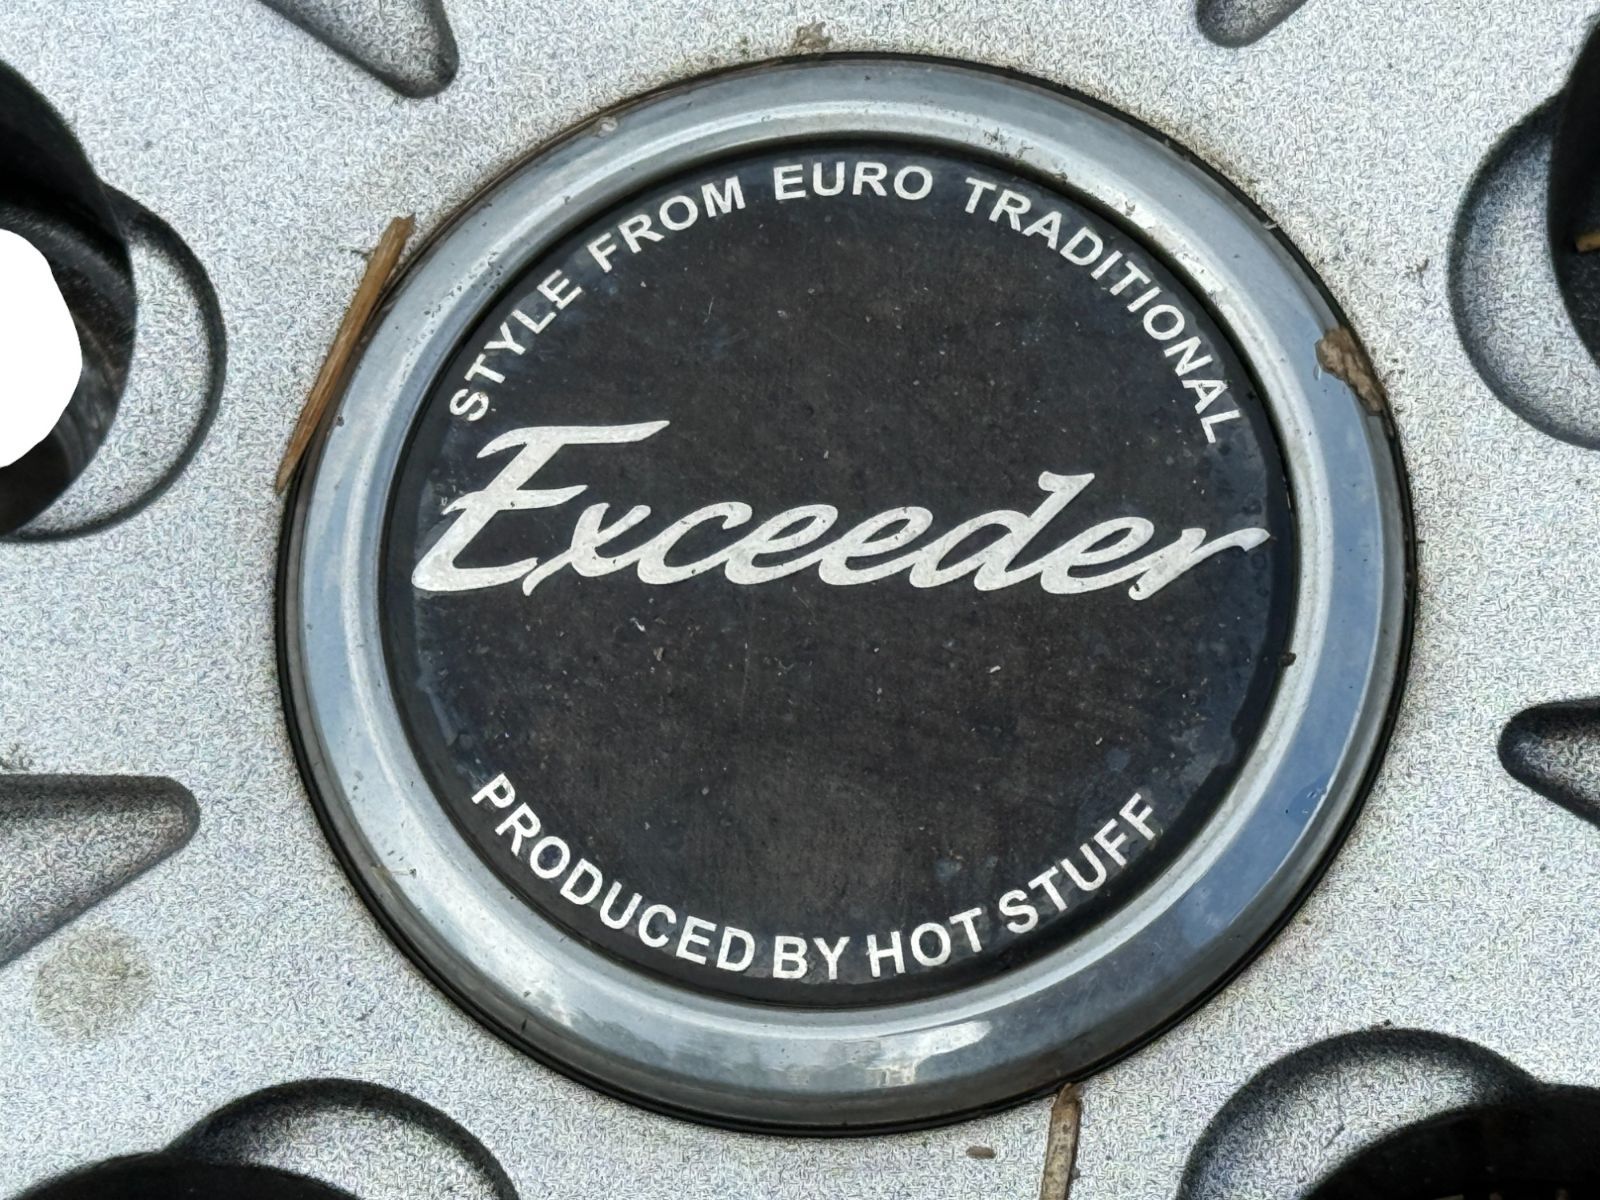 STYLE FROM EURO TRADITIONAL
Exceeder
PRODUCED BY HOT STUFF